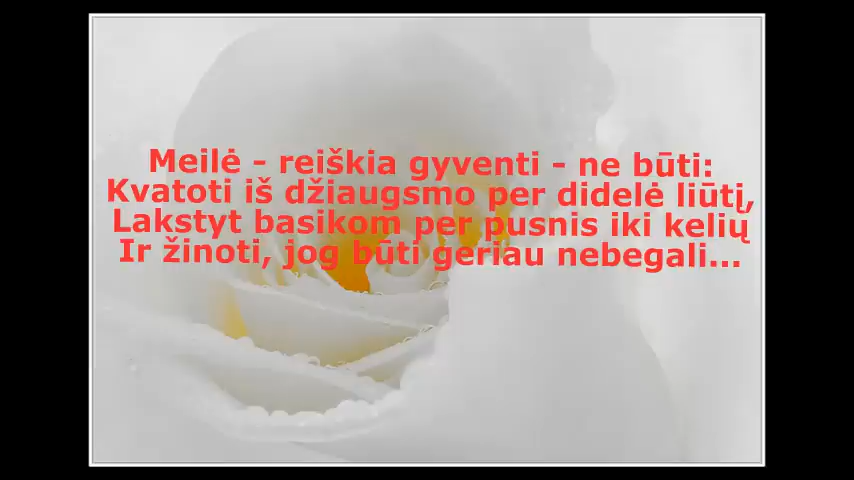 Meilė - reiškia gyventi - ne būti:
Kvatoti iš džiaugsmo per didelė liūtį,
Lakstyt basikom per pusnis iki kelių
Ir žinoti, jog būti geriau nebegali...